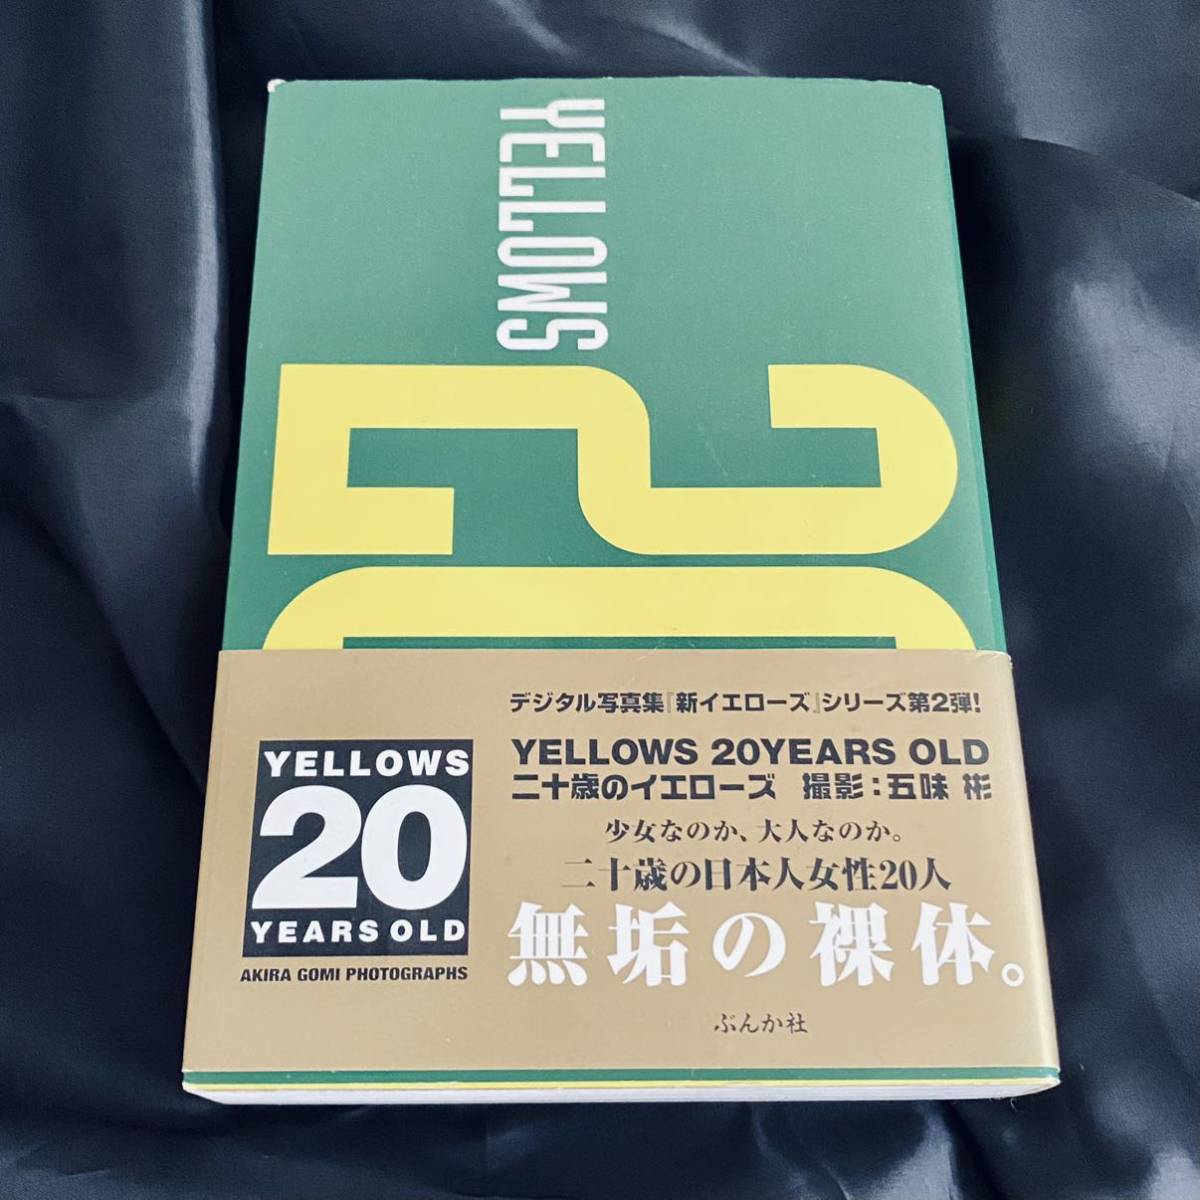 YELLOWS
20
デジタル写真集『新イエローズ』シリーズ第2弾!
YELLOWS 20YEARS OLD
二十歳のイエローズ 撮影:五味 彬
少女なのか、大人なのか。
二十歳の日本人女性20人
無垢の裸体。
ぶんか社
YELLOWS
20
YEARS OLD
AKIRA GOMI PHOTOGRAPHS